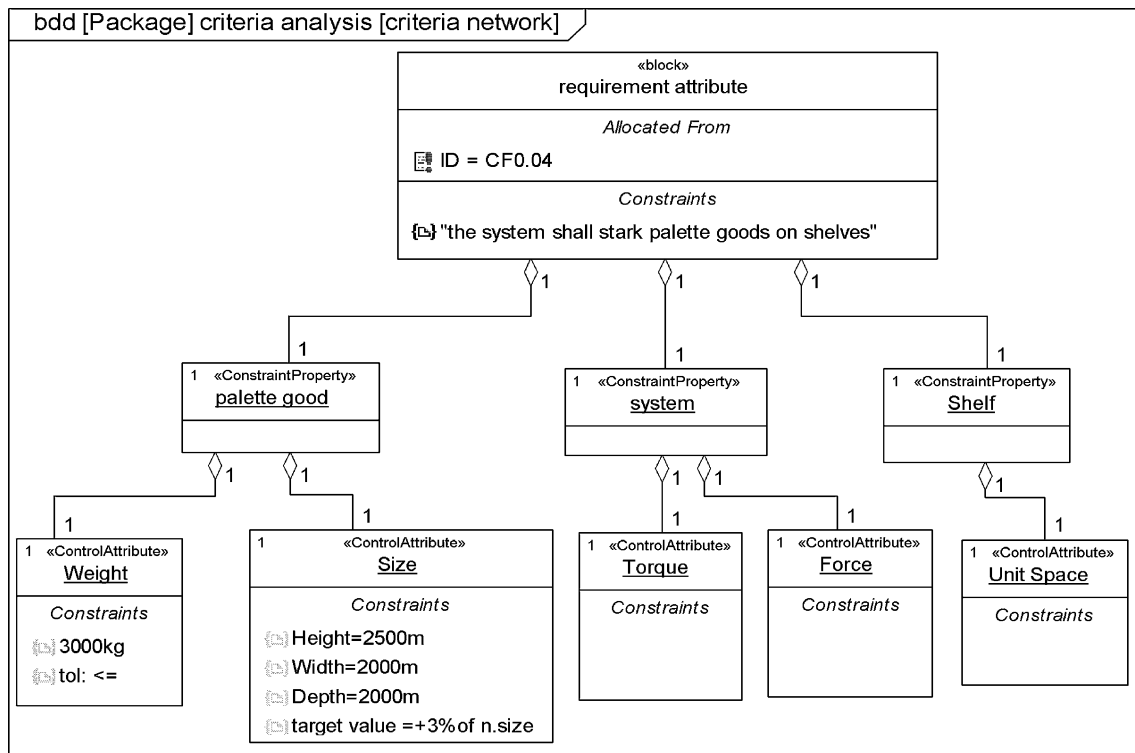 bdd [Package] criteria analysis [criteria network]
«block»
requirement attribute
Allocated From
ID = CF0.04
Constraints
"the system shall stark palette goods on shelves"
1
1
1
1
1
1
1 «ConstraintProperty»
palette good
1 «ConstraintProperty»
system
1 «ConstraintProperty»
Shelf
1
1
1
1
1
1
1
1
1
1
1 «ControlAttribute»
Weight
Constraints
3000kg
tol: <=
1 «ControlAttribute»
Size
Constraints
Height=2500m
Width=2000m
Depth=2000m
target value =+3%of n.size
1 «ControlAttribute»
Torque
Constraints
1 «ControlAttribute»
Force
Constraints
1 «ControlAttribute»
Unit Space
Constraints